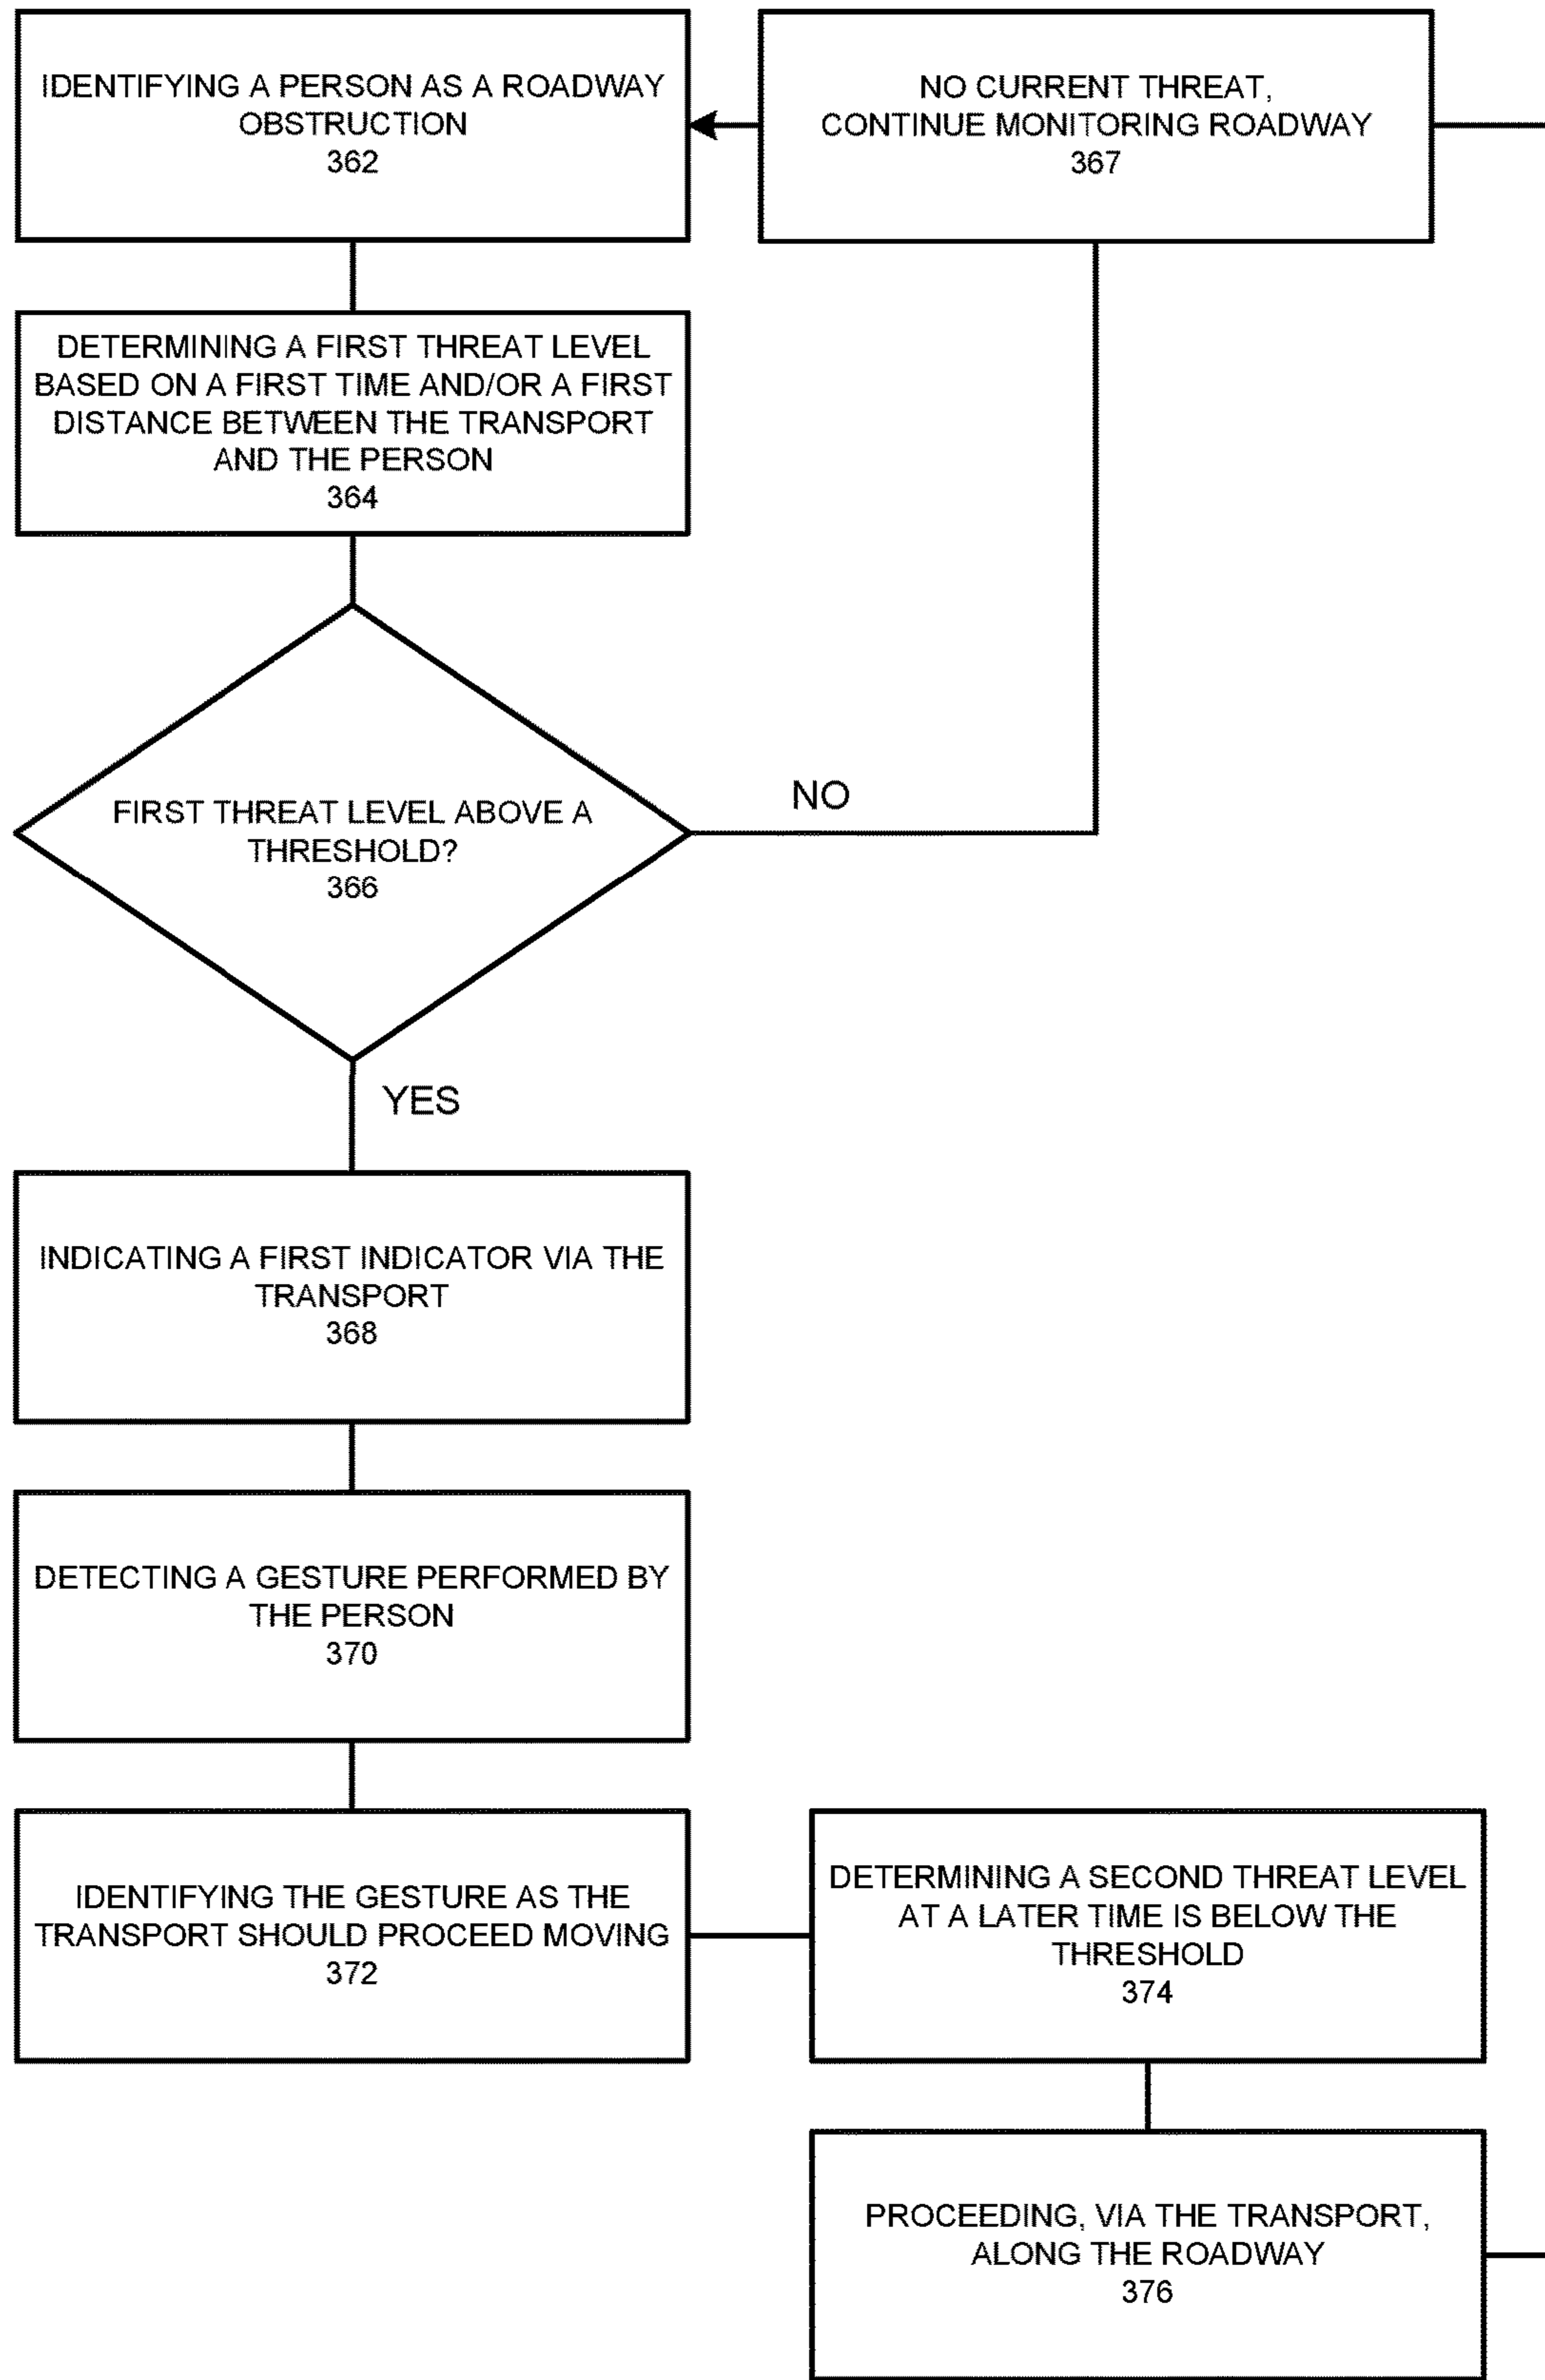 IDENTIFYING A PERSON AS A ROADWAY
OBSTRUCTION
362
NO CURRENT THREAT,
CONTINUE MONITORING ROADWAY
367
DETERMINING A FIRST THREAT LEVEL
BASED ON A FIRST TIME AND/OR A FIRST
DISTANCE BETWEEN THE TRANSPORT
AND THE PERSON
364
FIRST THREAT LEVEL ABOVE A
THRESHOLD?
366
NO
YES
INDICATING A FIRST INDICATOR VIA THE
TRANSPORT
368
DETECTING A GESTURE PERFORMED BY
THE PERSON
370
IDENTIFYING THE GESTURE AS THE
TRANSPORT SHOULD PROCEED MOVING
372
DETERMINING A SECOND THREAT LEVEL
AT A LATER TIME IS BELOW THE
THRESHOLD
374
PROCEEDING, VIA THE TRANSPORT,
ALONG THE ROADWAY
376